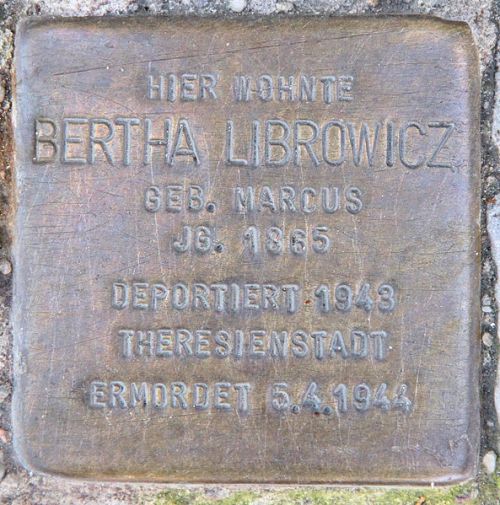 HIER WOHNTE
BERTHA LIBROWICZ
GEB. MARCUS
JG. 1865
DEPORTIERT 1943
THERESIENSTADT
ERMORDET 5.4.1944